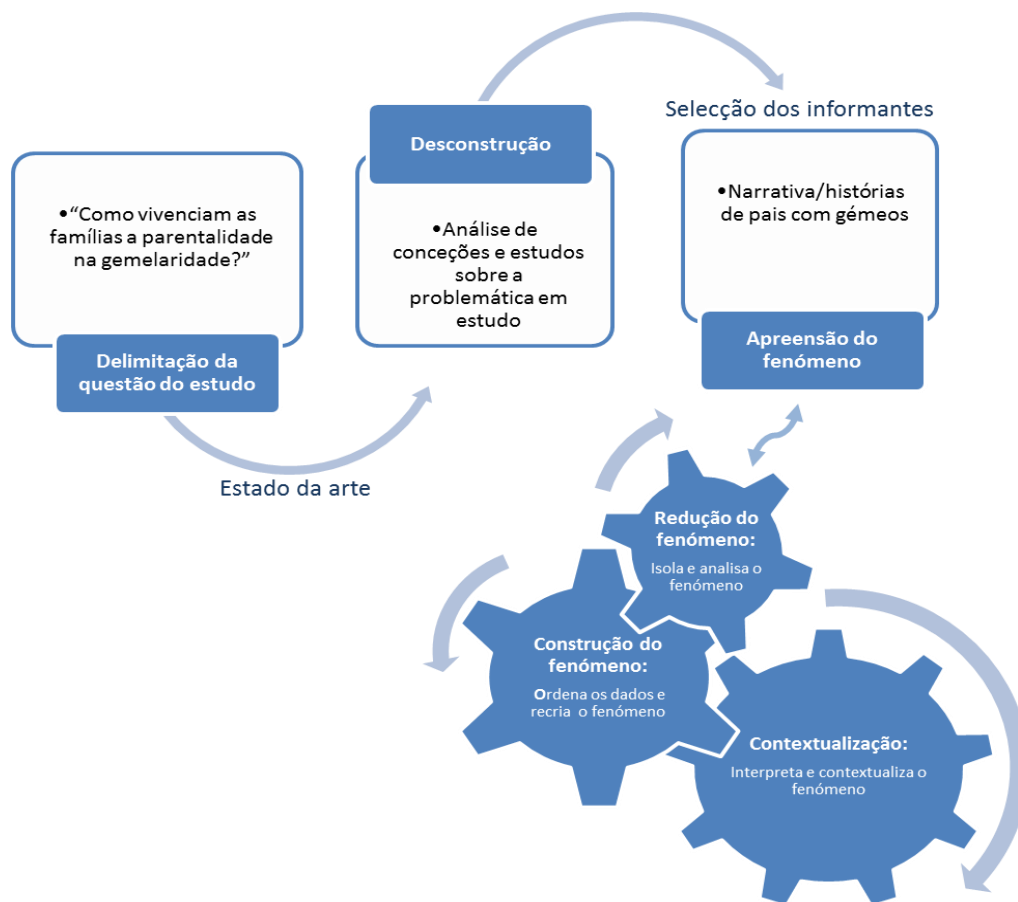 •“Como vivenciam as
famílias a parentalidade
na gemelaridade?”
Delimitação da
questão do estudo
Estado da arte
Desconstrução
•Análise de
conceções e estudos
sobre a
problemática em
estudo
Selecção dos informantes
•Narrativa/histórias
de pais com gémeos
Apreensão do
fenómeno
Redução do
fenómeno:
Isola e analisa o
fenómeno
Construção do
fenómeno:
Ordena os dados e
recria o fenómeno
Contextualização:
Interpreta e contextualiza o
fenómeno